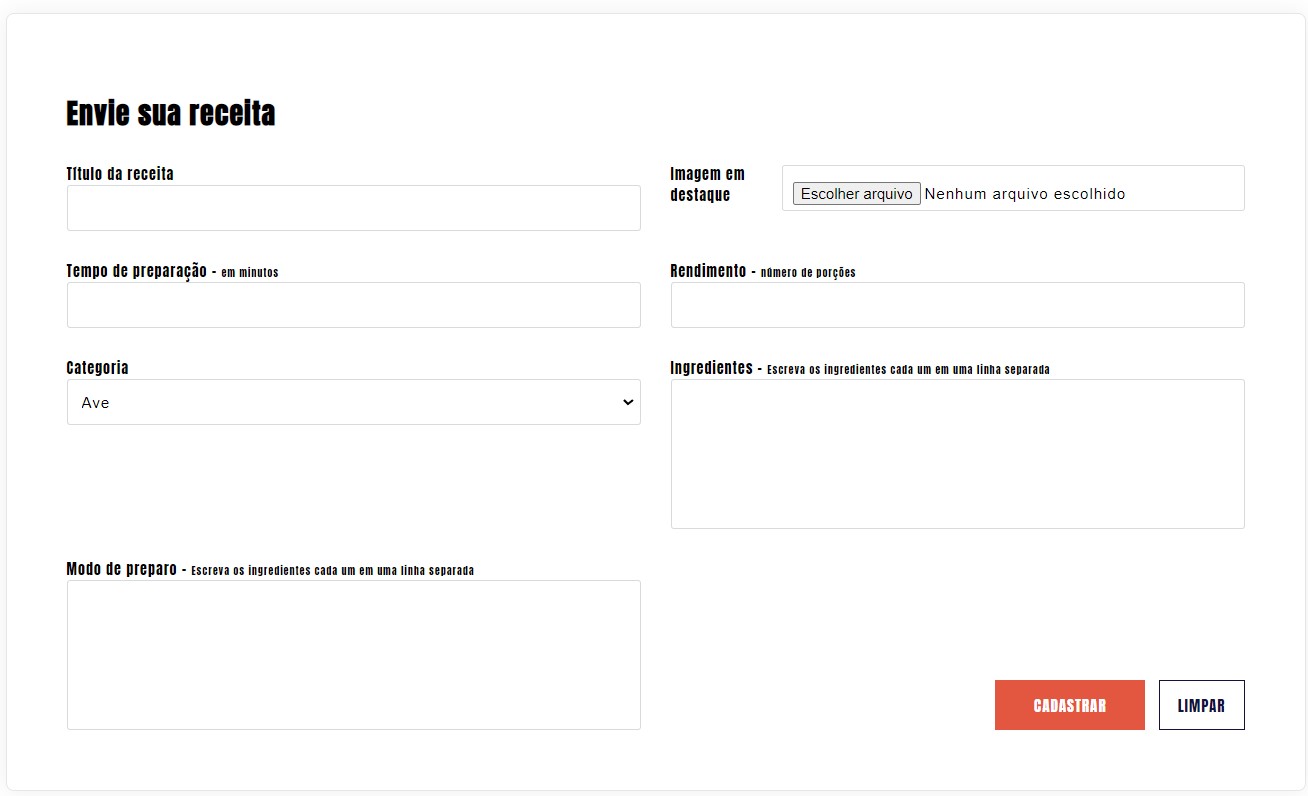 Envie sua receita
Título da receita
Imagem em
destaque
Escolher arquivo Nenhum arquivo escolhido
Tempo de preparação - em minutos
Rendimento - número de porções
Categoria
Ave
Ingredientes - Escreva os ingredientes cada um em uma linha separada
Modo de preparo - Escreva os ingredientes cada um em uma linha separada
CADASTRAR
LIMPAR